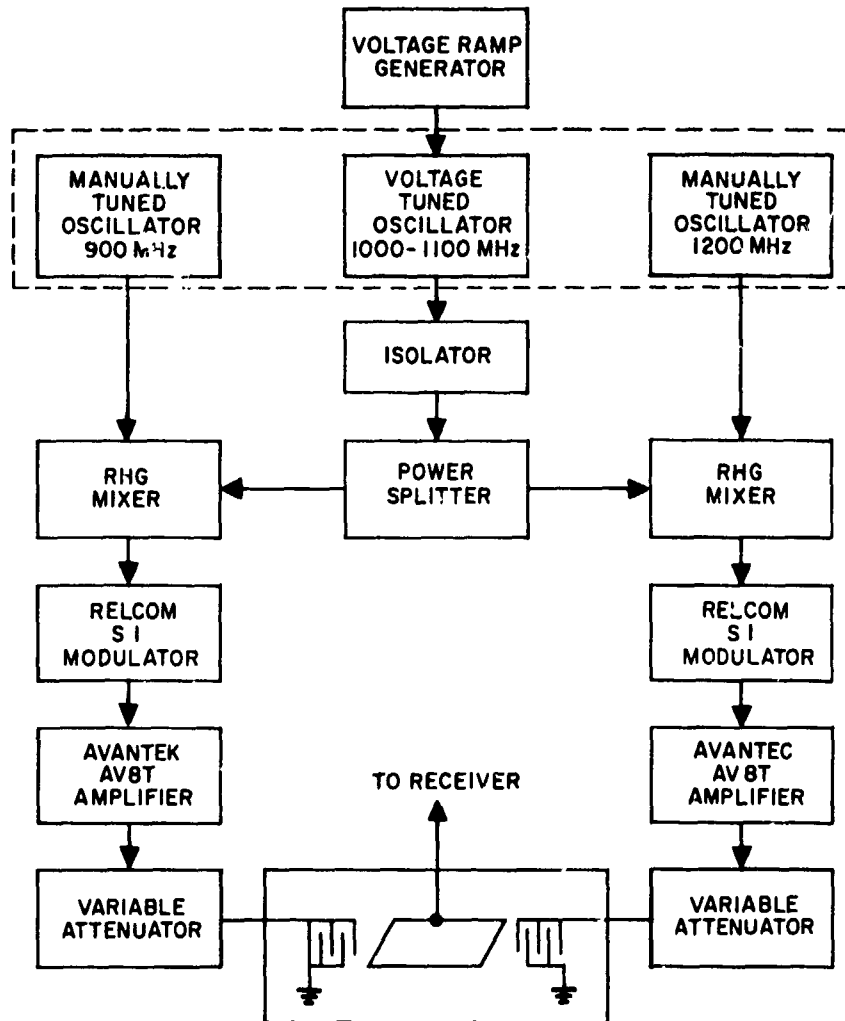 VOLTAGE RAMP
GENERATOR
MANUALLY
TUNED
OSCILLATOR
900 MHz
VOLTAGE
TUNED
OSCILLATOR
1000-1100 MHz
MANUALLY
TUNED
OSCILLATOR
1200 MHz
ISOLATOR
RHG
MIXER
POWER
SPLITTER
RHG
MIXER
RELCOM
S1
MODULATOR
RELCOM
S1
MODULATOR
AVANTEK
AV8T
AMPLIFIER
TO RECEIVER
AVANTEC
AV8T
AMPLIFIER
VARIABLE
ATTENUATOR
VARIABLE
ATTENUATOR